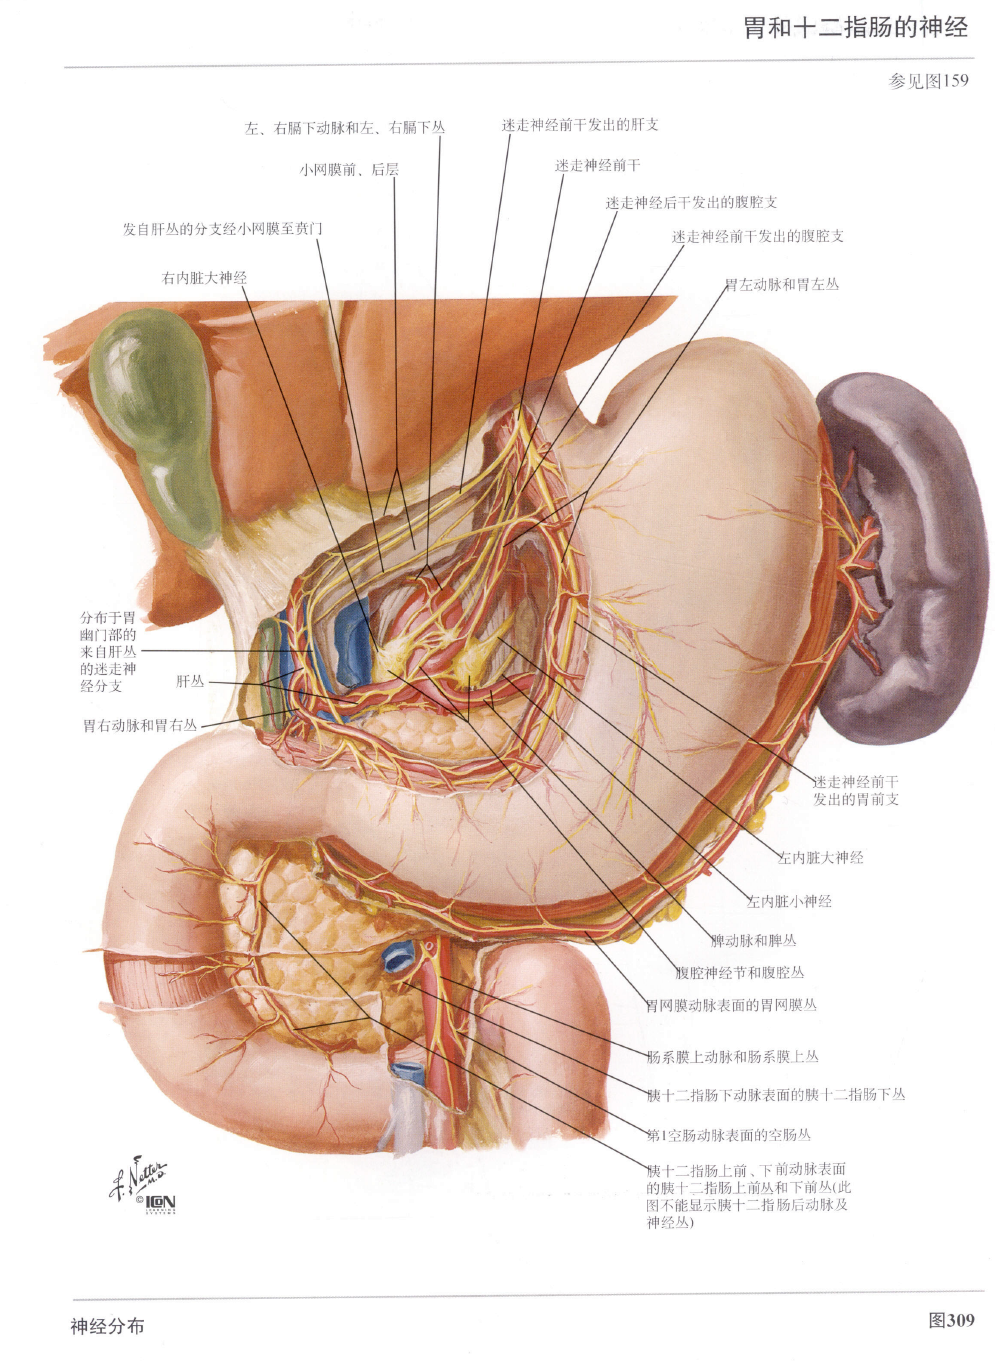 胃和十二指肠的神经
参见图159
左、右膈下动脉和左、右膈下丛
迷走神经前干发出的肝支
小网膜前、后层
迷走神经前干
迷走神经后干发出的腹腔支
发自肝丛的分支经小网膜至贲门
迷走神经前干发出的腹腔支
右内脏大神经
胃左动脉和胃左丛
分布于胃
幽门部的
来自肝丛
的迷走神
经分支
肝丛
胃右动脉和胃右丛
迷走神经前干
发出的胃前支
左内脏大神经
左内脏小神经
脾动脉和脾丛
腹腔神经节和腹腔丛
胃网膜动脉表面的胃网膜丛
肠系膜上动脉和肠系膜上丛
胰十二指肠下动脉表面的胰十二指肠下丛
第1空肠动脉表面的空肠丛
胰十二指肠上前、下前动脉表面
的胰十二指肠上前丛和下前丛(此
图不能显示胰十二指肠后动脉及
神经丛)
F. Netter
M.D.
© ICON
LEARNING
SYSTEMS
神经分布
图309